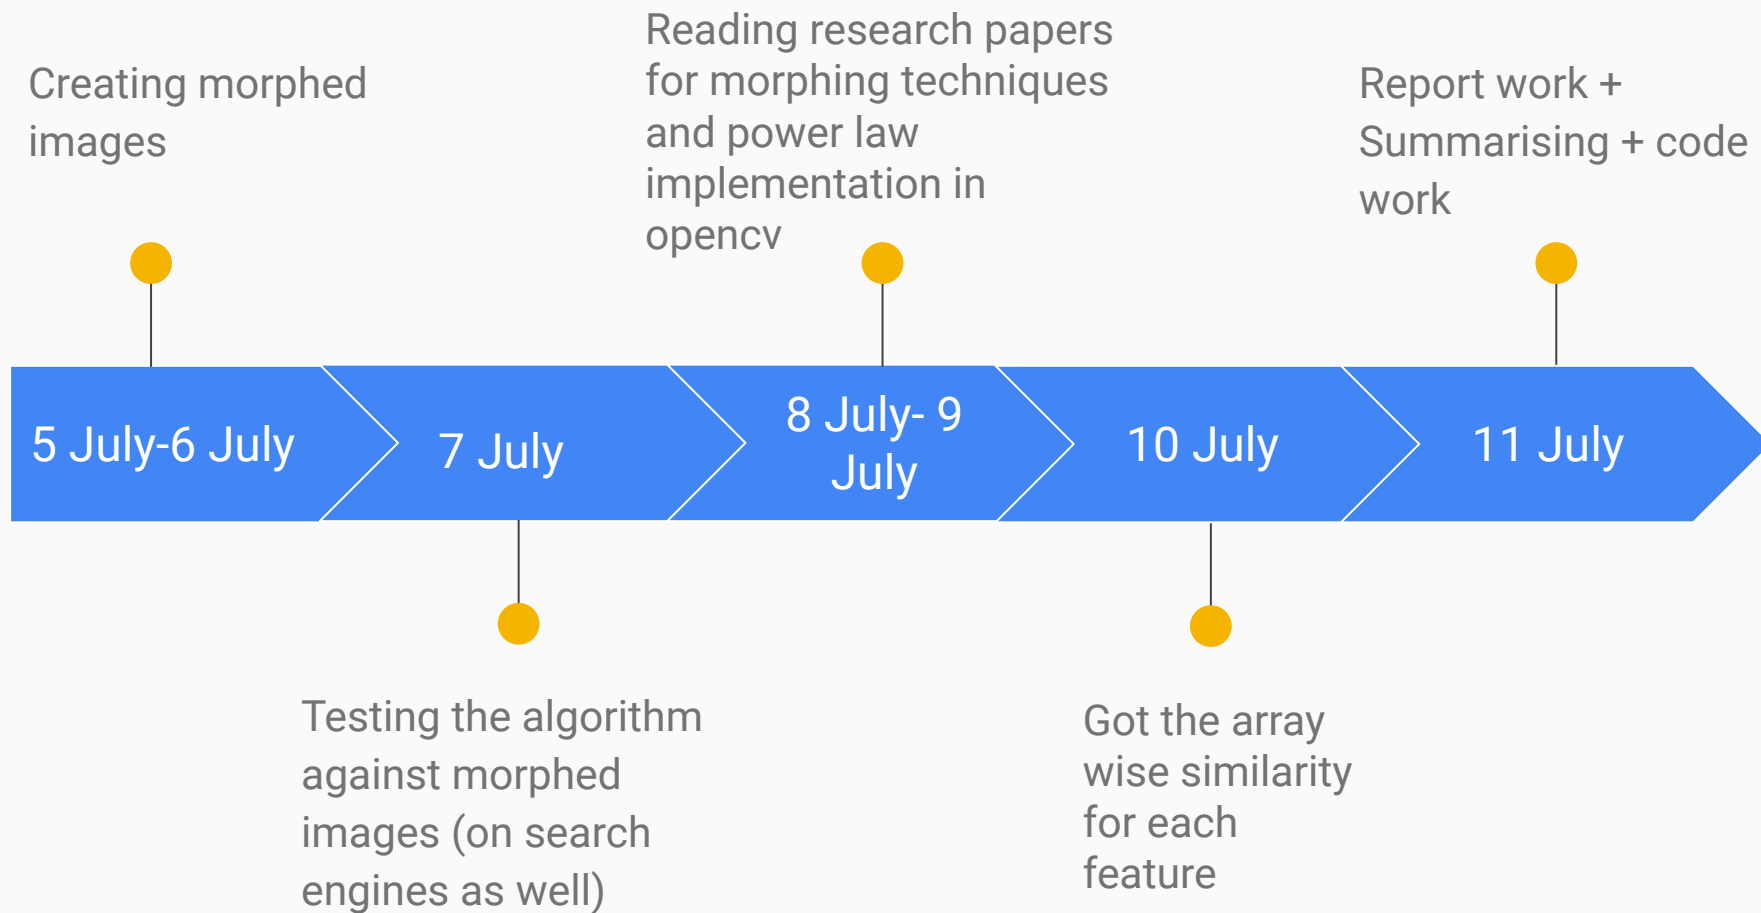 Creating morphed
images
Reading research papers
for morphing techniques
and power law
implementation in
opencv
Report work +
Summarising + code
work
5 July-6 July
7 July
8 July- 9
July
10 July
11 July
Testing the algorithm
against morphed
images (on search
engines as well)
Got the array
wise similarity
for each
feature